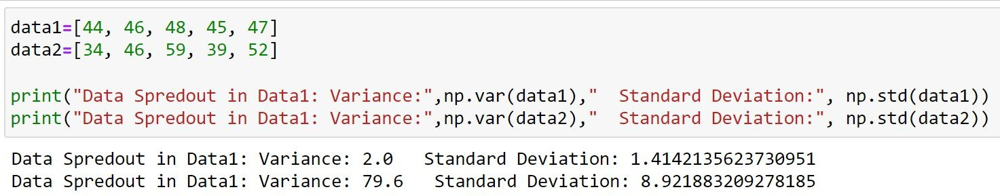 data1=[44, 46, 48, 45, 47]
data2=[34, 46, 59, 39, 52]
print("Data Spredout in Data1: Variance:",np.var(data1),"  Standard Deviation:", np.std(data1))
print("Data Spredout in Data1: Variance:",np.var(data2),"  Standard Deviation:", np.std(data2))
Data Spredout in Data1: Variance: 2.0   Standard Deviation: 1.4142135623730951
Data Spredout in Data1: Variance: 79.6   Standard Deviation: 8.921883209278185